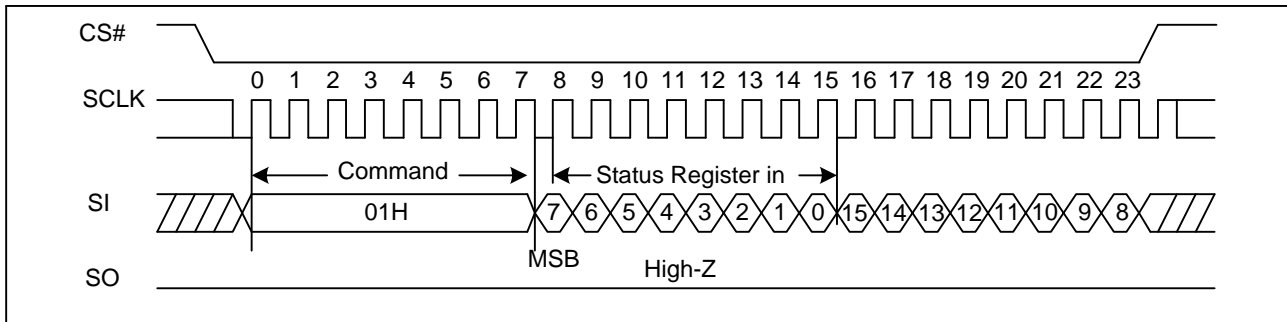 CS#
0 1 2 3 4 5 6 7 8 9 10 11 12 13 14 15 16 17 18 19 20 21 22 23
SCLK
Command Status Register in
SI 01H 7 6 5 4 3 2 1 0 15 14 13 12 11 10 9 8
MSB High-Z
SO